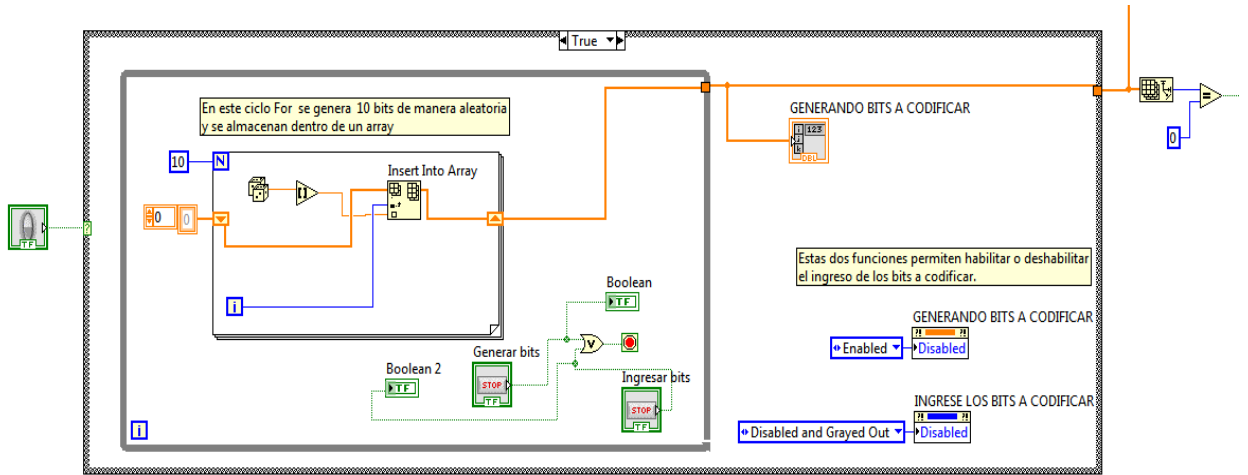 True
En este ciclo For se genera 10 bits de manera aleatoria
y se almacenan dentro de un array
GENERANDO BITS A CODIFICAR
i 123
j
k
DBL
0
10
N
Insert Into Array
0 0
TF
?
i
Estas dos funciones permiten habilitar o deshabilitar
el ingreso de los bits a codificar.
Boolean
TF
GENERANDO BITS A CODIFICAR
?! ?!
Enabled
Disabled
Generar bits
STOP
TF
V
Boolean 2
TF
Ingresar bits
STOP
TF
INGRESE LOS BITS A CODIFICAR
?! ?!
Disabled and Grayed Out
Disabled
i